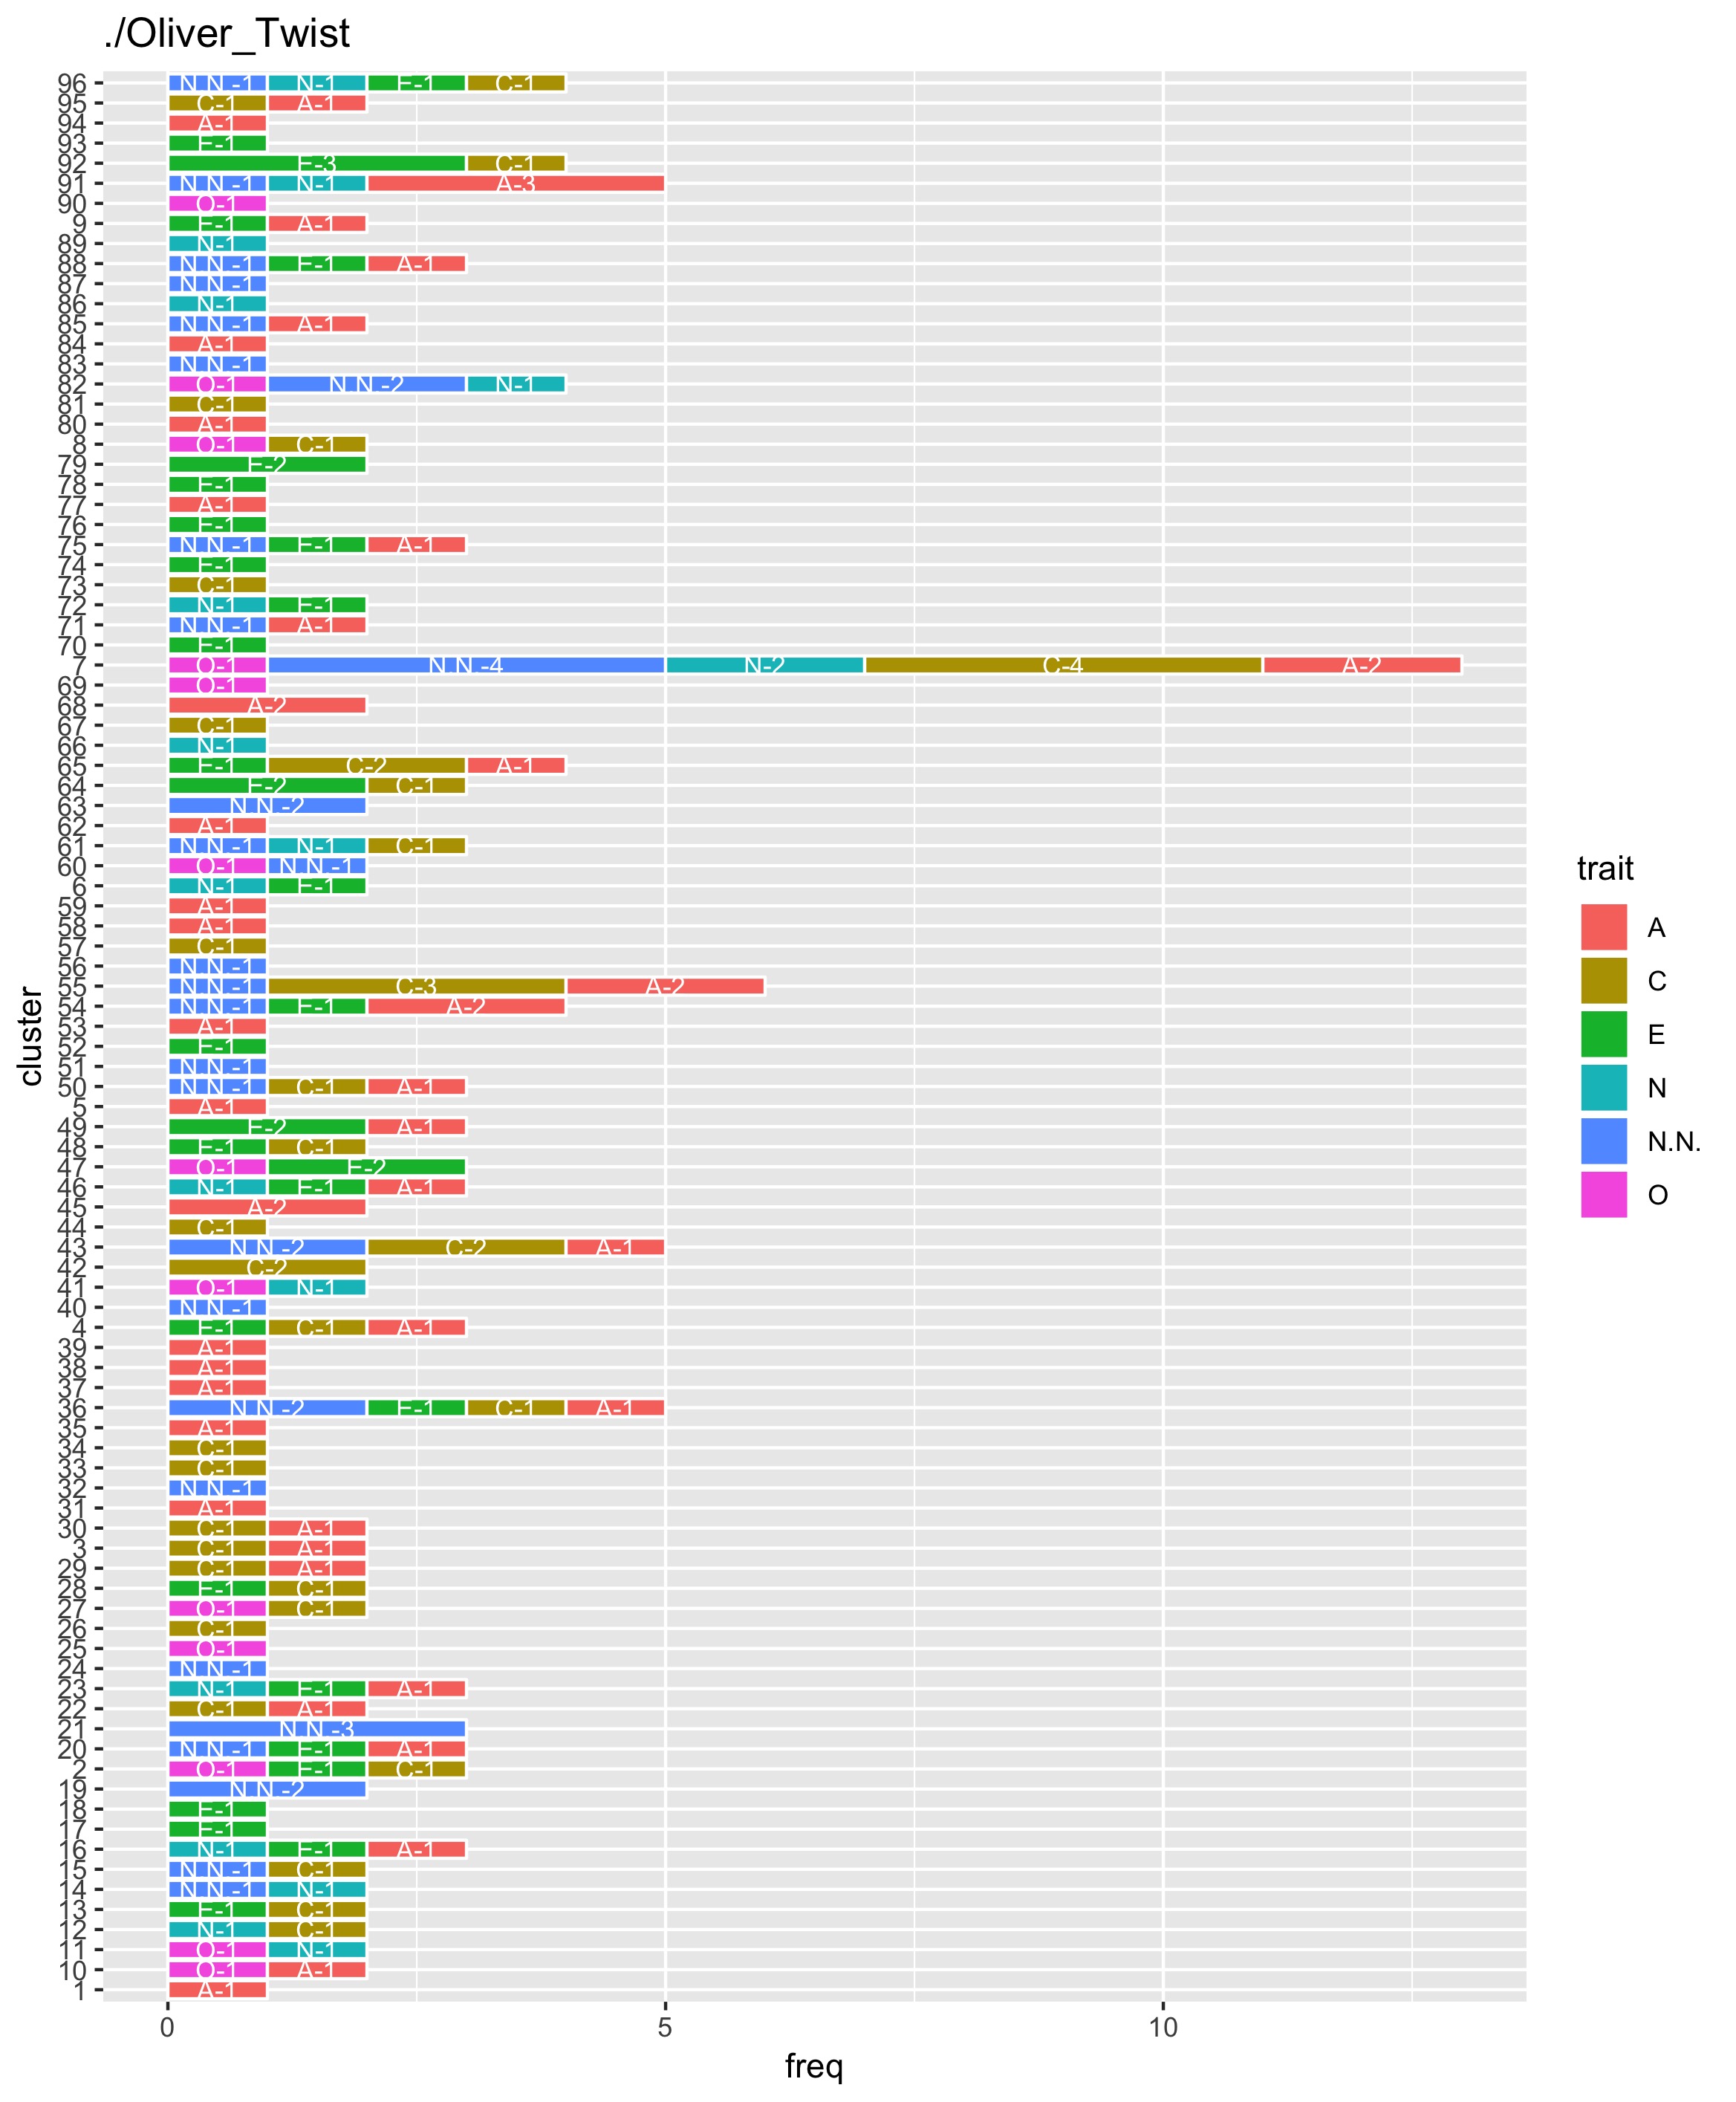 ./Oliver_Twist
96 N.N.-1 N-1 E-1 C-1
95 C-1 A-1
94 A-1
93 E-1
92 E-3 C-1
91 N.N.-1 N-1 A-3
90 O-1
9 E-1 A-1
89 N-1
88 N.N.-1 E-1 A-1
87 N.N.-1
86 N-1
85 N.N.-1 A-1
84 A-1
83 N.N.-1
82 O-1 N.N.-2 N-1
81 C-1
80 A-1
8 O-1 C-1
79 E-2
78 E-1
77 A-1
76 E-1
75 N.N.-1 E-1 A-1
74 E-1
73 C-1
72 N-1 E-1
71 N.N.-1 A-1
70 E-1
7 O-1 N.N.-4 N-2 C-4 A-2
69 O-1
68 A-2
67 C-1
66 N-1
65 E-1 C-2 A-1
64 E-2 C-1
63 N.N.-2
62 A-1
61 N.N.-1 N-1 C-1
60 O-1 N.N.-1
6 N-1 E-1
59 A-1
58 A-1
57 C-1
56 N.N.-1
55 N.N.-1 C-3 A-2
54 N.N.-1 E-1 A-2
53 A-1
52 E-1
51 N.N.-1
50 N.N.-1 C-1 A-1
5 A-1
49 E-2 A-1
48 E-1 C-1
47 O-1 E-2
46 N-1 E-1 A-1
45 A-2
44 C-1
43 N.N.-2 C-2 A-1
42 C-2
41 O-1 N-1
40 N.N.-1
4 E-1 C-1 A-1
39 A-1
38 A-1
37 A-1
36 N.N.-2 E-1 C-1 A-1
35 A-1
34 C-1
33 C-1
32 N.N.-1
31 A-1
30 C-1 A-1
3 C-1 A-1
29 C-1 A-1
28 E-1 C-1
27 O-1 C-1
26 C-1
25 O-1
24 N.N.-1
23 N-1 E-1 A-1
22 C-1 A-1
21 N.N.-3
20 N.N.-1 E-1 A-1
2 O-1 E-1 C-1
19 N.N.-2
18 E-1
17 E-1
16 N-1 E-1 A-1
15 N.N.-1 C-1
14 N.N.-1 N-1
13 E-1 C-1
12 N-1 C-1
11 O-1 N-1
10 O-1 A-1
1 A-1
0 5 10
freq
cluster
trait
A
C
E
N
N.N.
O